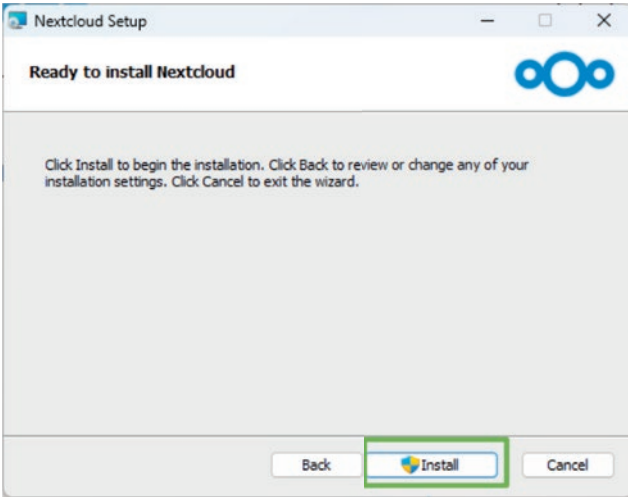 Nextcloud Setup
Ready to install Nextcloud
Click Install to begin the installation. Click Back to review or change any of your
installation settings. Click Cancel to exit the wizard.
Back
Install
Cancel